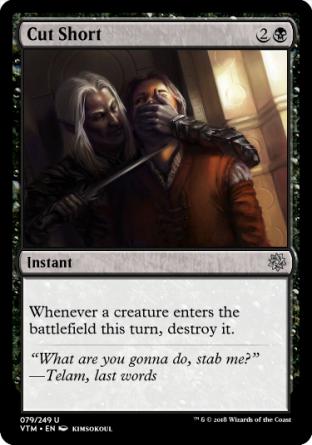 Cut Short 2
Instant
Whenever a creature enters the
battlefield this turn, destroy it.
“What are you gonna do, stab me?”
—Telam, last words
079/249 U
VTM • EN KIMSOKOUL
™ & © 2018 Wizards of the Coast